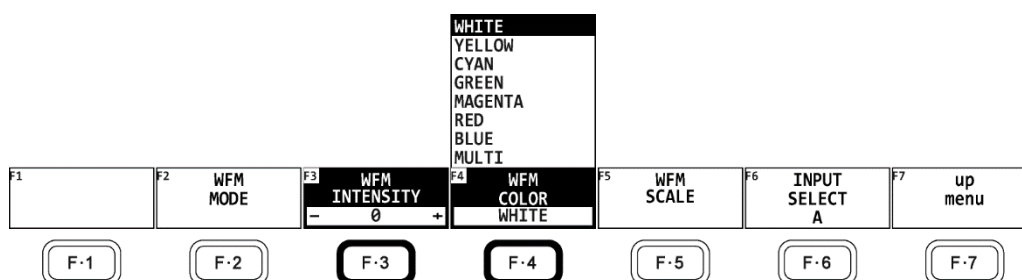 WHITE
YELLOW
CYAN
GREEN
MAGENTA
RED
BLUE
MULTI
F1
F2 WFM
MODE
F3 WFM
INTENSITY
− 0 +
F4 WFM
COLOR
WHITE
F5 WFM
SCALE
F6 INPUT
SELECT
A
F7 up
menu
F·1
F·2
F·3
F·4
F·5
F·6
F·7